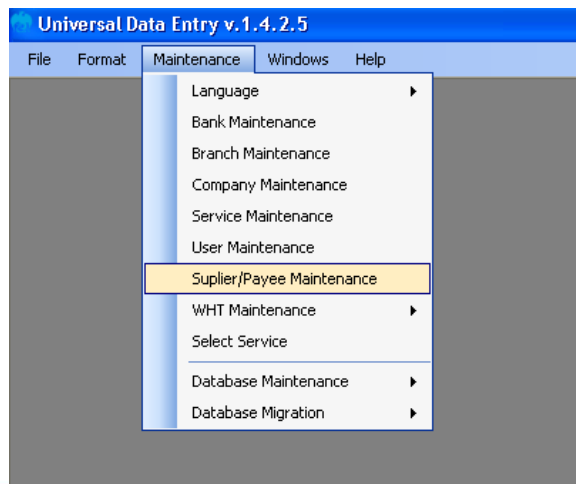 Universal Data Entry v.1.4.2.5
File Format Maintenance Windows Help
Language
Bank Maintenance
Branch Maintenance
Company Maintenance
Service Maintenance
User Maintenance
Suplier/Payee Maintenance
WHT Maintenance
Select Service
Database Maintenance
Database Migration